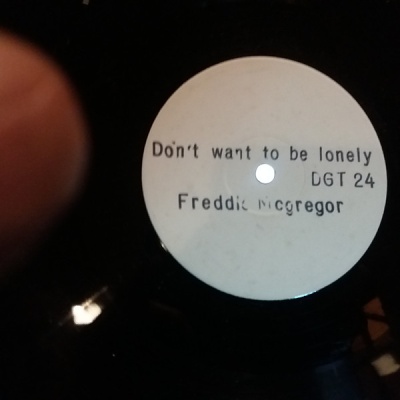 Don't want to be lonely
DGT 24
Freddie Mcgregor